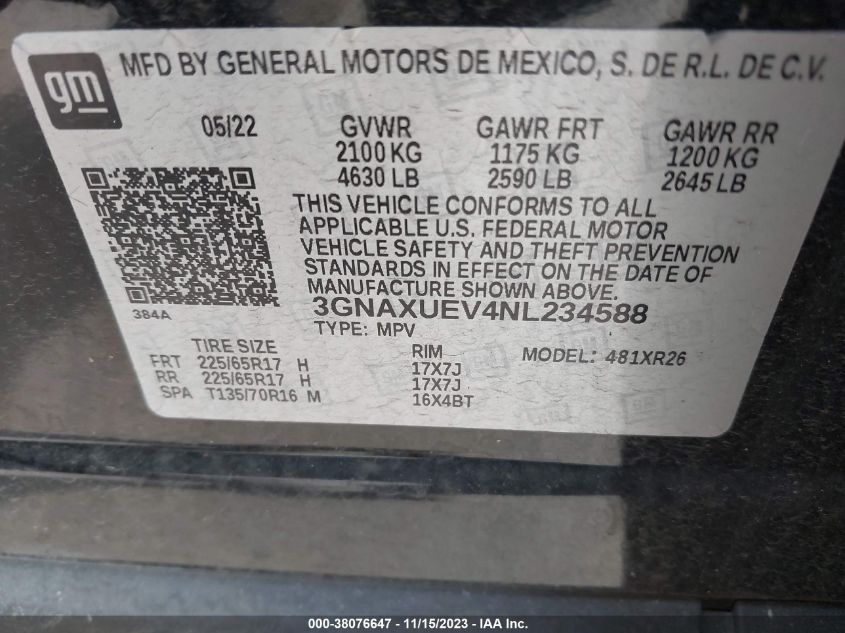 gm MFD BY GENERAL MOTORS DE MEXICO, S. DE R.L. DE C.V.
05/22 GVWR GAWR FRT GAWR RR
2100 KG 1175 KG 1200 KG
4630 LB 2590 LB 2645 LB
THIS VEHICLE CONFORMS TO ALL
APPLICABLE U.S. FEDERAL MOTOR
VEHICLE SAFETY AND THEFT PREVENTION
STANDARDS IN EFFECT ON THE DATE OF
MANUFACTURE SHOWN ABOVE.
384A 3GNAXUEV4NL234588
TYPE: MPV
TIRE SIZE RIM MODEL: 481XR26
FRT 225/65R17 H 17X7J
RR 225/65R17 H 17X7J
SPA T135/70R16 M 16X4BT
000-38076647 - 11/15/2023 - IAA Inc.